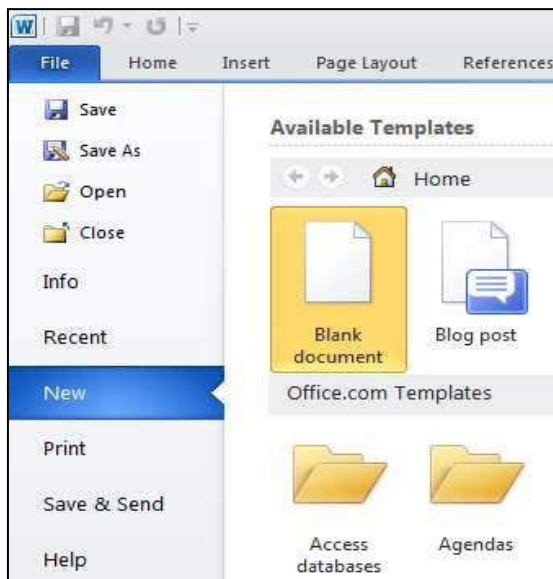 W
File Home Insert Page Layout References
Save
Save As
Open
Close
Info
Recent
New
Print
Save & Send
Help
Available Templates
Home
Blank
document
Blog post
Office.com Templates
Access
databases
Agendas